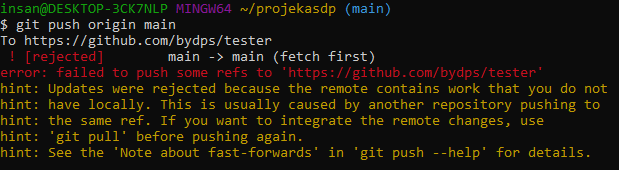 insan@DESKTOP-3CK7NLP MINGW64 ~/projekasdp (main)
$ git push origin main
To https://github.com/bydps/tester
 ! [rejected]        main -> main (fetch first)
error: failed to push some refs to 'https://github.com/bydps/tester'
hint: Updates were rejected because the remote contains work that you do not
hint: have locally. This is usually caused by another repository pushing to
hint: the same ref. If you want to integrate the remote changes, use
hint: 'git pull' before pushing again.
hint: See the 'Note about fast-forwards' in 'git push --help' for details.